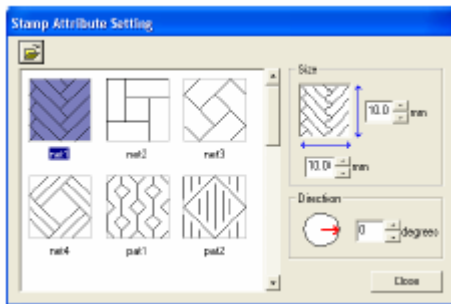 Stamp Attribute Setting
Size
10.0 mm
10.0 mm
net1 net2 net3
Direction
0 degrees
net4 pat1 pat2
Close